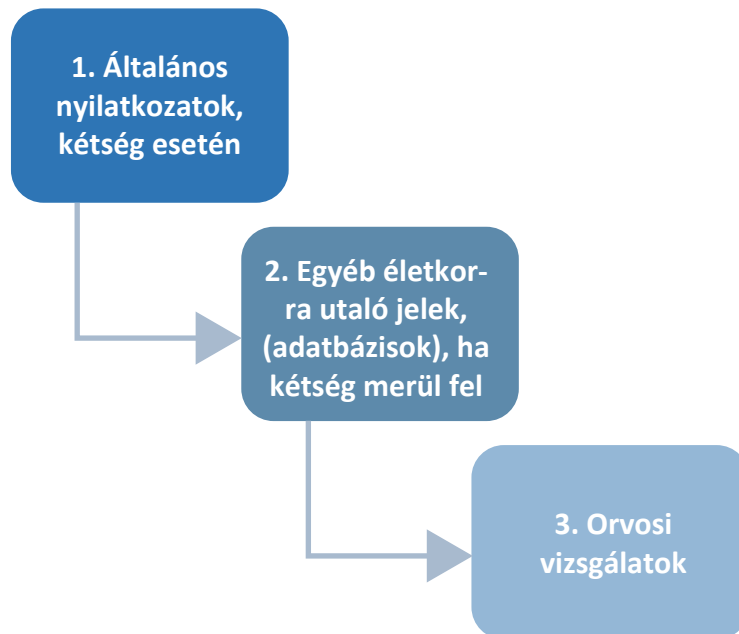 1. Általános
nyilatkozatok,
kétség esetén
2. Egyéb életkor-
ra utaló jelek,
(adatbázisok), ha
kétség merül fel
3. Orvosi
vizsgálatok